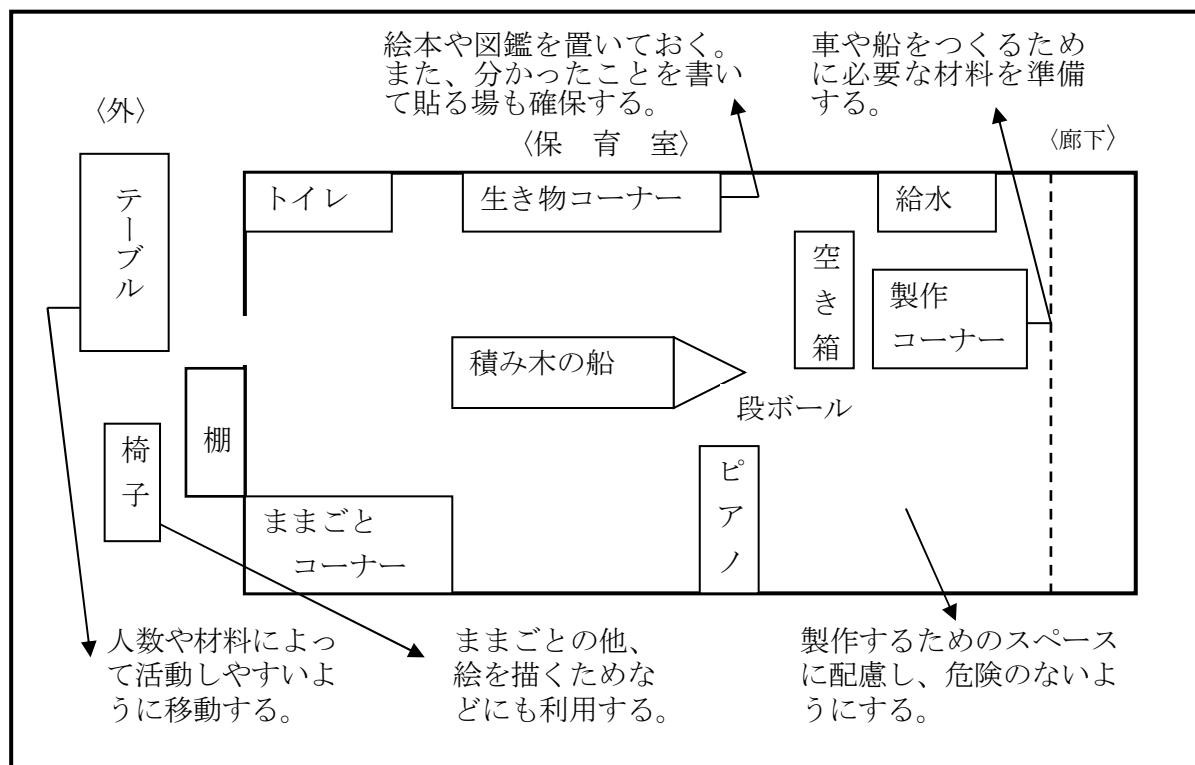 絵本や図鑑を置いておく。
また、分かったことを書い
て貼る場も確保する。
車や船をつくるため
に必要な材料を準備
する。
〈外〉
〈保 育 室〉
〈廊下〉
テーブル
トイレ
生き物コーナー
給水
空き箱
製作
コーナー
積み木の船
段ボール
棚
椅子
ピアノ
ままごと
コーナー
人数や材料によっ
て活動しやすいよ
うに移動する。
ままごとの他、
絵を描くためな
どにも利用する。
製作するためのスペース
に配慮し、危険のないよ
うにする。